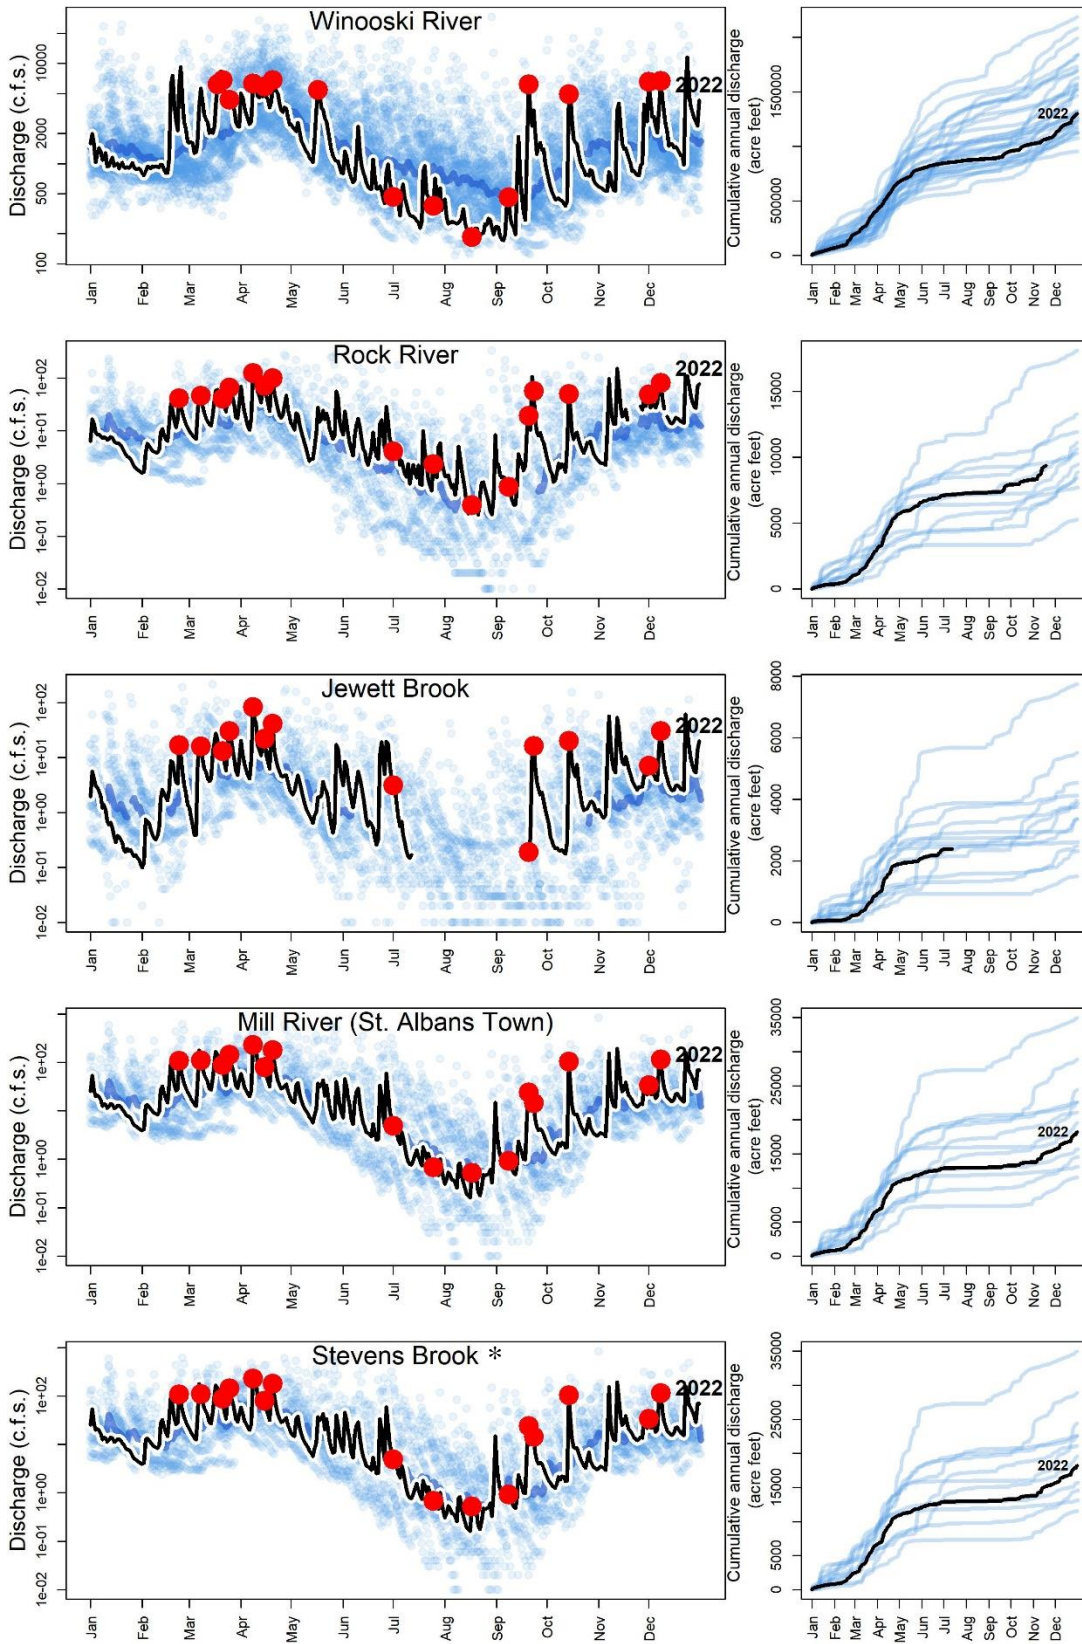 Winooski River
Discharge (c.f.s.)
10000
2000
500
100
2022
Jan Feb Mar Apr May Jun Jul Aug Sep Oct Nov Dec
Cumulative annual discharge
(acre feet)
1500000
500000
0
2022
Jan Feb Mar Apr May Jun Jul Aug Sep Oct Nov Dec
Rock River
Discharge (c.f.s.)
1e+02
1e+01
1e+00
1e-01
1e-02
2022
Jan Feb Mar Apr May Jun Jul Aug Sep Oct Nov Dec
Cumulative annual discharge
(acre feet)
15000
10000
5000
0
Jan Feb Mar Apr May Jun Jul Aug Sep Oct Nov Dec
Jewett Brook
Discharge (c.f.s.)
1e+02
1e+01
1e+00
1e-01
1e-02
2022
Jan Feb Mar Apr May Jun Jul Aug Sep Oct Nov Dec
Cumulative annual discharge
(acre feet)
8000
6000
4000
2000
0
Jan Feb Mar Apr May Jun Jul Aug Sep Oct Nov Dec
Mill River (St. Albans Town)
Discharge (c.f.s.)
1e+02
1e+00
1e-01
1e-02
2022
Jan Feb Mar Apr May Jun Jul Aug Sep Oct Nov Dec
Cumulative annual discharge
(acre feet)
35000
25000
15000
5000
0
2022
Jan Feb Mar Apr May Jun Jul Aug Sep Oct Nov Dec
Stevens Brook *
Discharge (c.f.s.)
1e+02
1e+00
1e-01
1e-02
2022
Jan Feb Mar Apr May Jun Jul Aug Sep Oct Nov Dec
Cumulative annual discharge
(acre feet)
35000
25000
15000
5000
0
2022
Jan Feb Mar Apr May Jun Jul Aug Sep Oct Nov Dec